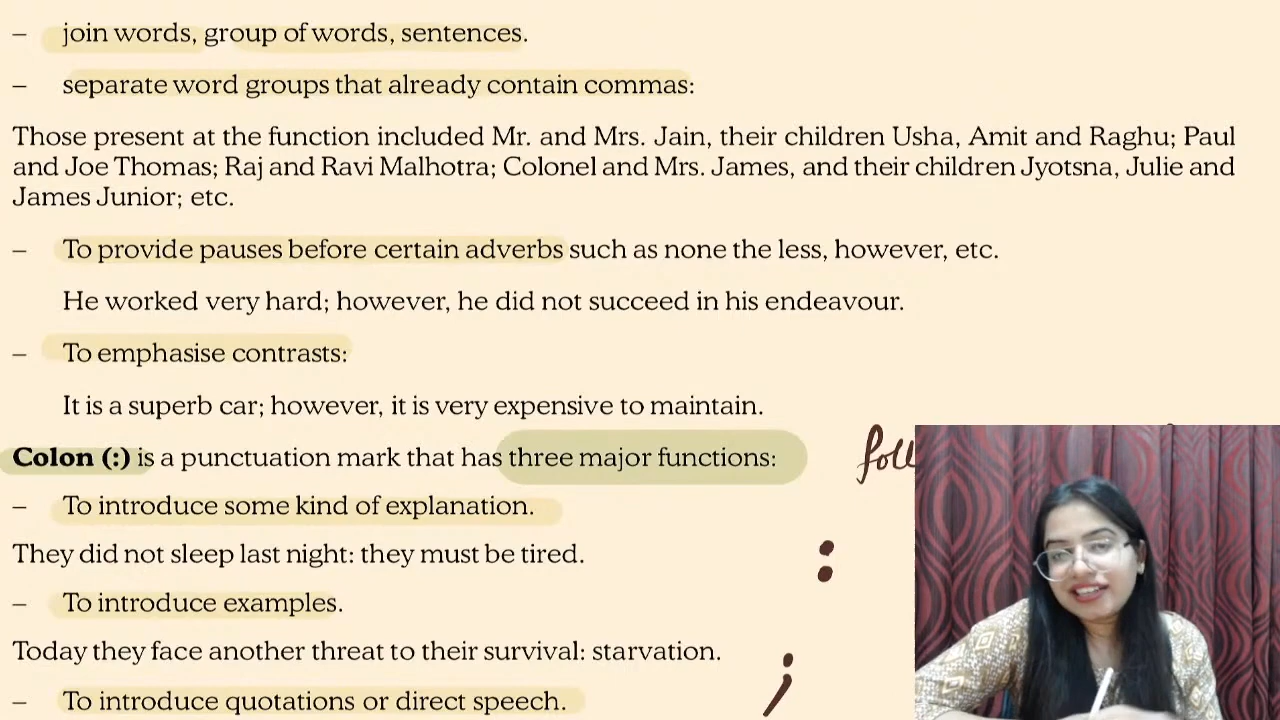 – join words, group of words, sentences.
– separate word groups that already contain commas:
Those present at the function included Mr. and Mrs. Jain, their children Usha, Amit and Raghu; Paul
and Joe Thomas; Raj and Ravi Malhotra; Colonel and Mrs. James, and their children Jyotsna, Julie and
James Junior; etc.
– To provide pauses before certain adverbs such as none the less, however, etc.
He worked very hard; however, he did not succeed in his endeavour.
– To emphasise contrasts:
It is a superb car; however, it is very expensive to maintain.
Colon (:) is a punctuation mark that has three major functions:
– To introduce some kind of explanation.
They did not sleep last night: they must be tired.
:
– To introduce examples.
Today they face another threat to their survival: starvation.
;
– To introduce quotations or direct speech.